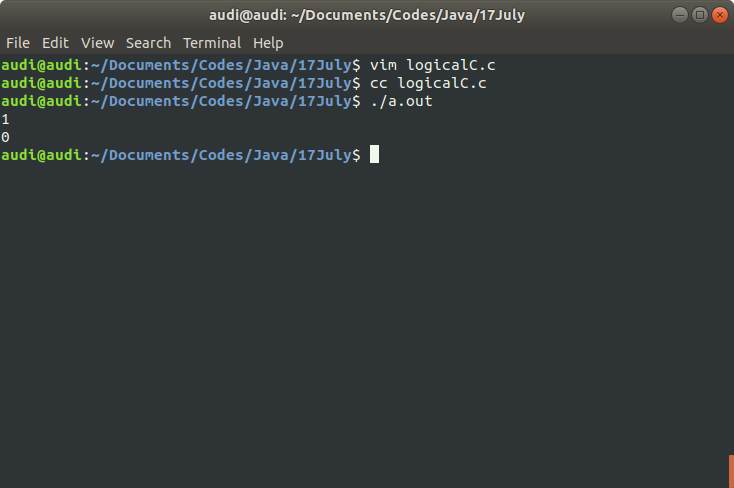 audi@audi: ~/Documents/Codes/Java/17July
File Edit View Search Terminal Help
audi@audi:~/Documents/Codes/Java/17July$ vim logicalC.c
audi@audi:~/Documents/Codes/Java/17July$ cc logicalC.c
audi@audi:~/Documents/Codes/Java/17July$ ./a.out
1
0
audi@audi:~/Documents/Codes/Java/17July$